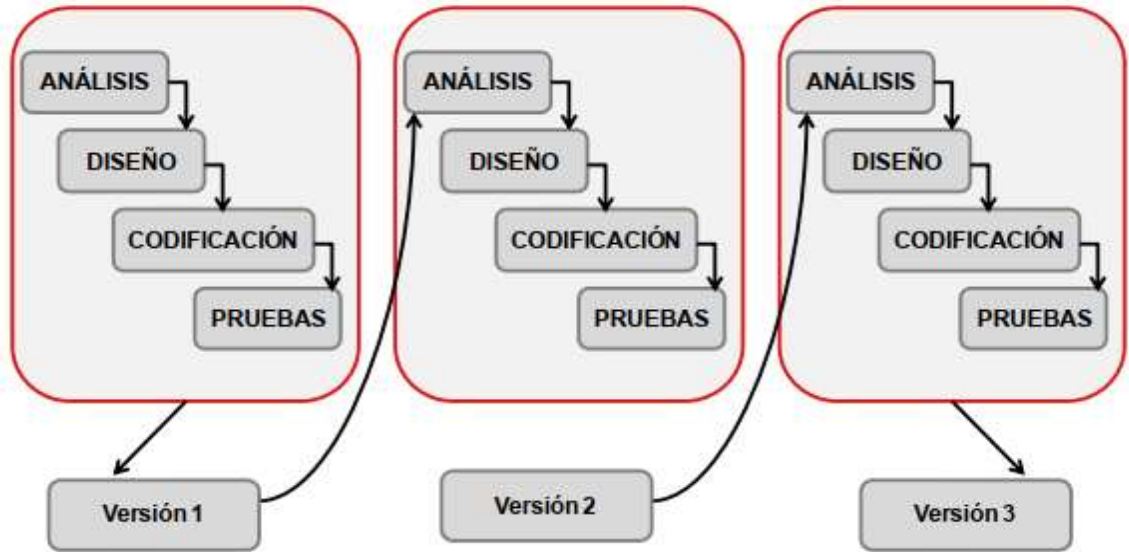 ANÁLISIS
DISEÑO
CODIFICACIÓN
PRUEBAS
Versión 1
ANÁLISIS
DISEÑO
CODIFICACIÓN
PRUEBAS
Versión 2
ANÁLISIS
DISEÑO
CODIFICACIÓN
PRUEBAS
Versión 3